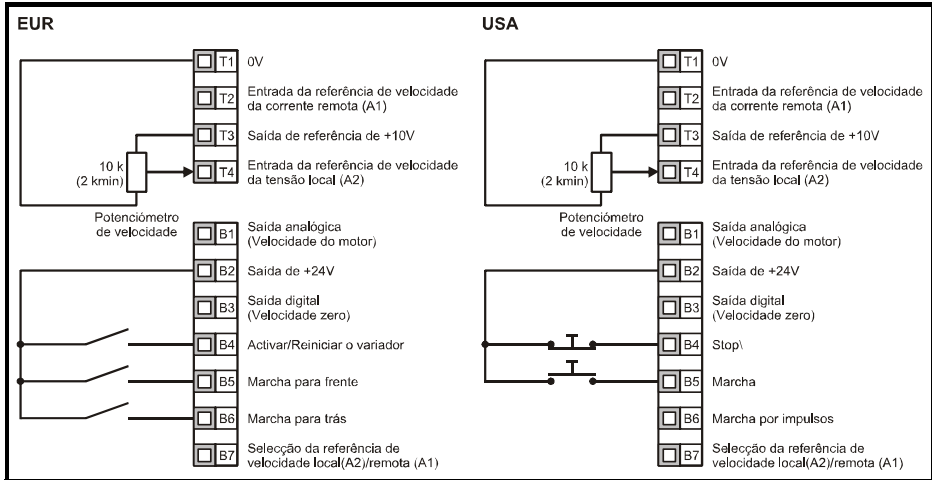 EUR
T1 0V
T2 Entrada da referência de velocidade
da corrente remota (A1)
T3 Saída de referência de +10V
10 k
(2 kmin)
T4 Entrada da referência de velocidade
da tensão local (A2)
Potenciómetro
de velocidade
B1 Saída analógica
(Velocidade do motor)
B2 Saída de +24V
B3 Saída digital
(Velocidade zero)
B4 Activar/Reiniciar o variador
B5 Marcha para frente
B6 Marcha para trás
B7 Selecção da referência de
velocidade local(A2)/remota (A1)
USA
T1 0V
T2 Entrada da referência de velocidade
da corrente remota (A1)
T3 Saída de referência de +10V
10 k
(2 kmin)
T4 Entrada da referência de velocidade
da tensão local (A2)
Potenciómetro
de velocidade
B1 Saída analógica
(Velocidade do motor)
B2 Saída de +24V
B3 Saída digital
(Velocidade zero)
B4 Stop\
B5 Marcha
B6 Marcha por impulsos
B7 Selecção da referência de
velocidade local(A2)/remota (A1)